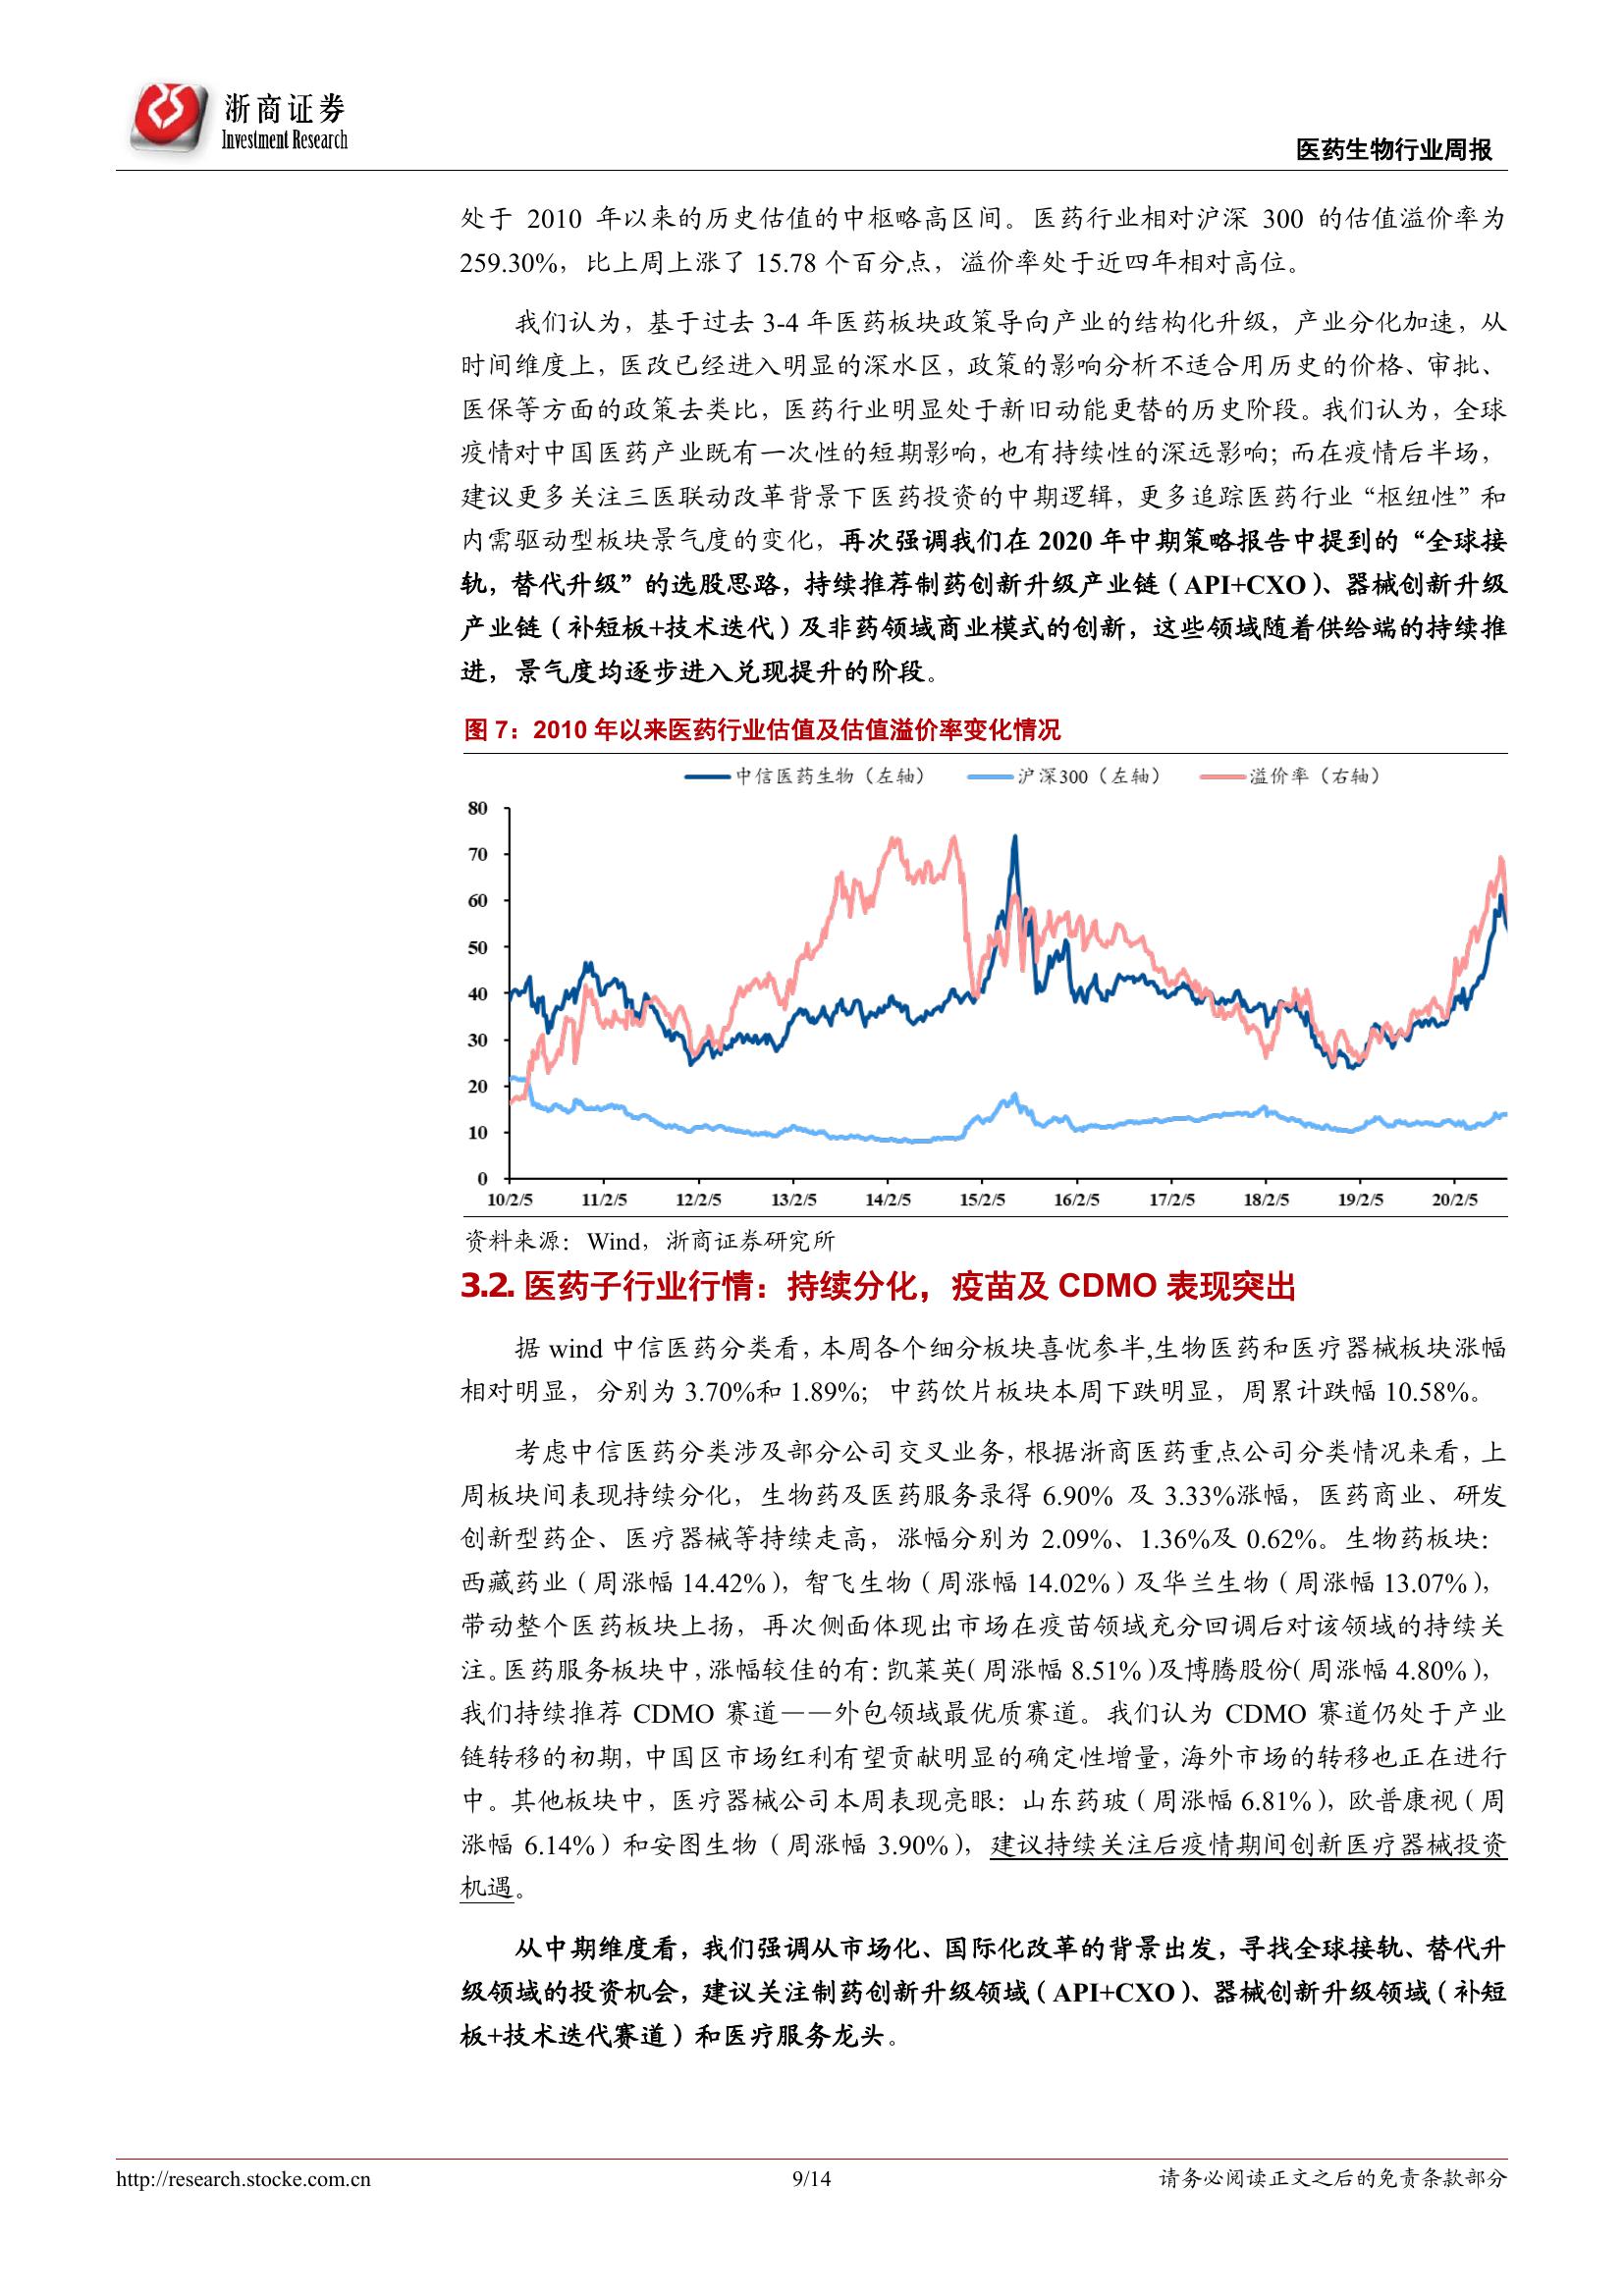 浙商证券
Investment Research
医药生物行业周报
处于 2010 年以来的历史估值的中枢略高区间。医药行业相对沪深 300 的估值溢价率为
259.30%，比上周上涨了 15.78 个百分点，溢价率处于近四年相对高位。
我们认为，基于过去 3-4 年医药板块政策导向产业的结构化升级，产业分化加速，从
时间维度上，医改已经进入明显的深水区，政策的影响分析不适合用历史的价格、审批、
医保等方面的政策去类比，医药行业明显处于新旧动能更替的历史阶段。我们认为，全球
疫情对中国医药产业既有一次性的短期影响，也有持续性的深远影响；而在疫情后半场，
建议更多关注三医联动改革背景下医药投资的中期逻辑，更多追踪医药行业“枢纽性”和
内需驱动型板块景气度的变化，再次强调我们在 2020 年中期策略报告中提到的“全球接
轨，替代升级”的选股思路，持续推荐制药创新升级产业链（API+CXO）、器械创新升级
产业链（补短板+技术迭代）及非药领域商业模式的创新，这些领域随着供给端的持续推
进，景气度均逐步进入兑现提升的阶段。
图 7：2010 年以来医药行业估值及估值溢价率变化情况
中信医药生物（左轴） 沪深300（左轴） 溢价率（右轴）
80
70
60
50
40
30
20
10
0
10/2/5 11/2/5 12/2/5 13/2/5 14/2/5 15/2/5 16/2/5 17/2/5 18/2/5 19/2/5 20/2/5
资料来源：Wind，浙商证券研究所
3.2. 医药子行业行情：持续分化，疫苗及 CDMO 表现突出
据 wind 中信医药分类看，本周各个细分板块喜忧参半,生物医药和医疗器械板块涨幅
相对明显，分别为 3.70%和 1.89%；中药饮片板块本周下跌明显，周累计跌幅 10.58%。
考虑中信医药分类涉及部分公司交叉业务，根据浙商医药重点公司分类情况来看，上
周板块间表现持续分化，生物药及医药服务录得 6.90% 及 3.33%涨幅，医药商业、研发
创新型药企、医疗器械等持续走高，涨幅分别为 2.09%、1.36%及 0.62%。生物药板块：
西藏药业（周涨幅 14.42%），智飞生物（周涨幅 14.02%）及华兰生物（周涨幅 13.07%），
带动整个医药板块上扬，再次侧面体现出市场在疫苗领域充分回调后对该领域的持续关
注。医药服务板块中，涨幅较佳的有：凯莱英（周涨幅 8.51%）及博腾股份（周涨幅 4.80%），
我们持续推荐 CDMO 赛道——外包领域最优质赛道。我们认为 CDMO 赛道仍处于产业
链转移的初期，中国区市场红利有望贡献明显的确定性增量，海外市场的转移也正在进行
中。其他板块中，医疗器械公司本周表现亮眼：山东药玻（周涨幅 6.81%），欧普康视（周
涨幅 6.14%）和安图生物（周涨幅 3.90%），建议持续关注后疫情期间创新医疗器械投资
机遇。
从中期维度看，我们强调从市场化、国际化改革的背景出发，寻找全球接轨、替代升
级领域的投资机会，建议关注制药创新升级领域（API+CXO）、器械创新升级领域（补短
板+技术迭代赛道）和医疗服务龙头。
http://research.stocke.com.cn 9/14 请务必阅读正文之后的免责条款部分